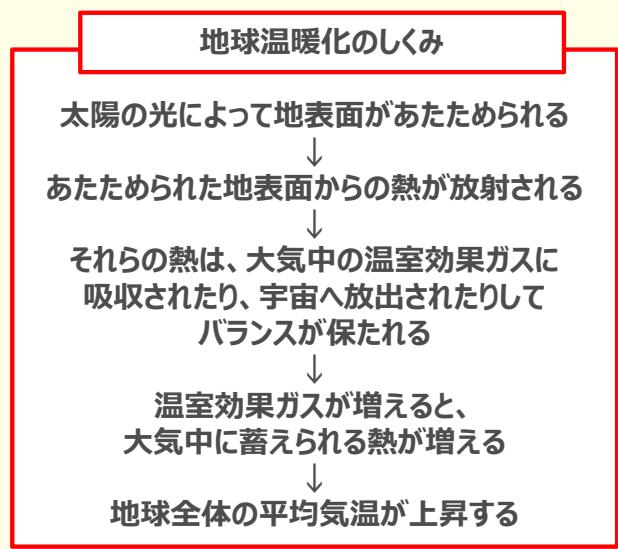 地球温暖化のしくみ
太陽の光によって地表面があたためられる
↓
あたためられた地表面からの熱が放射される
↓
それらの熱は、大気中の温室効果ガスに
吸収されたり、宇宙へ放出されたりして
バランスが保たれる
↓
温室効果ガスが増えると、
大気中に蓄えられる熱が増える
↓
地球全体の平均気温が上昇する